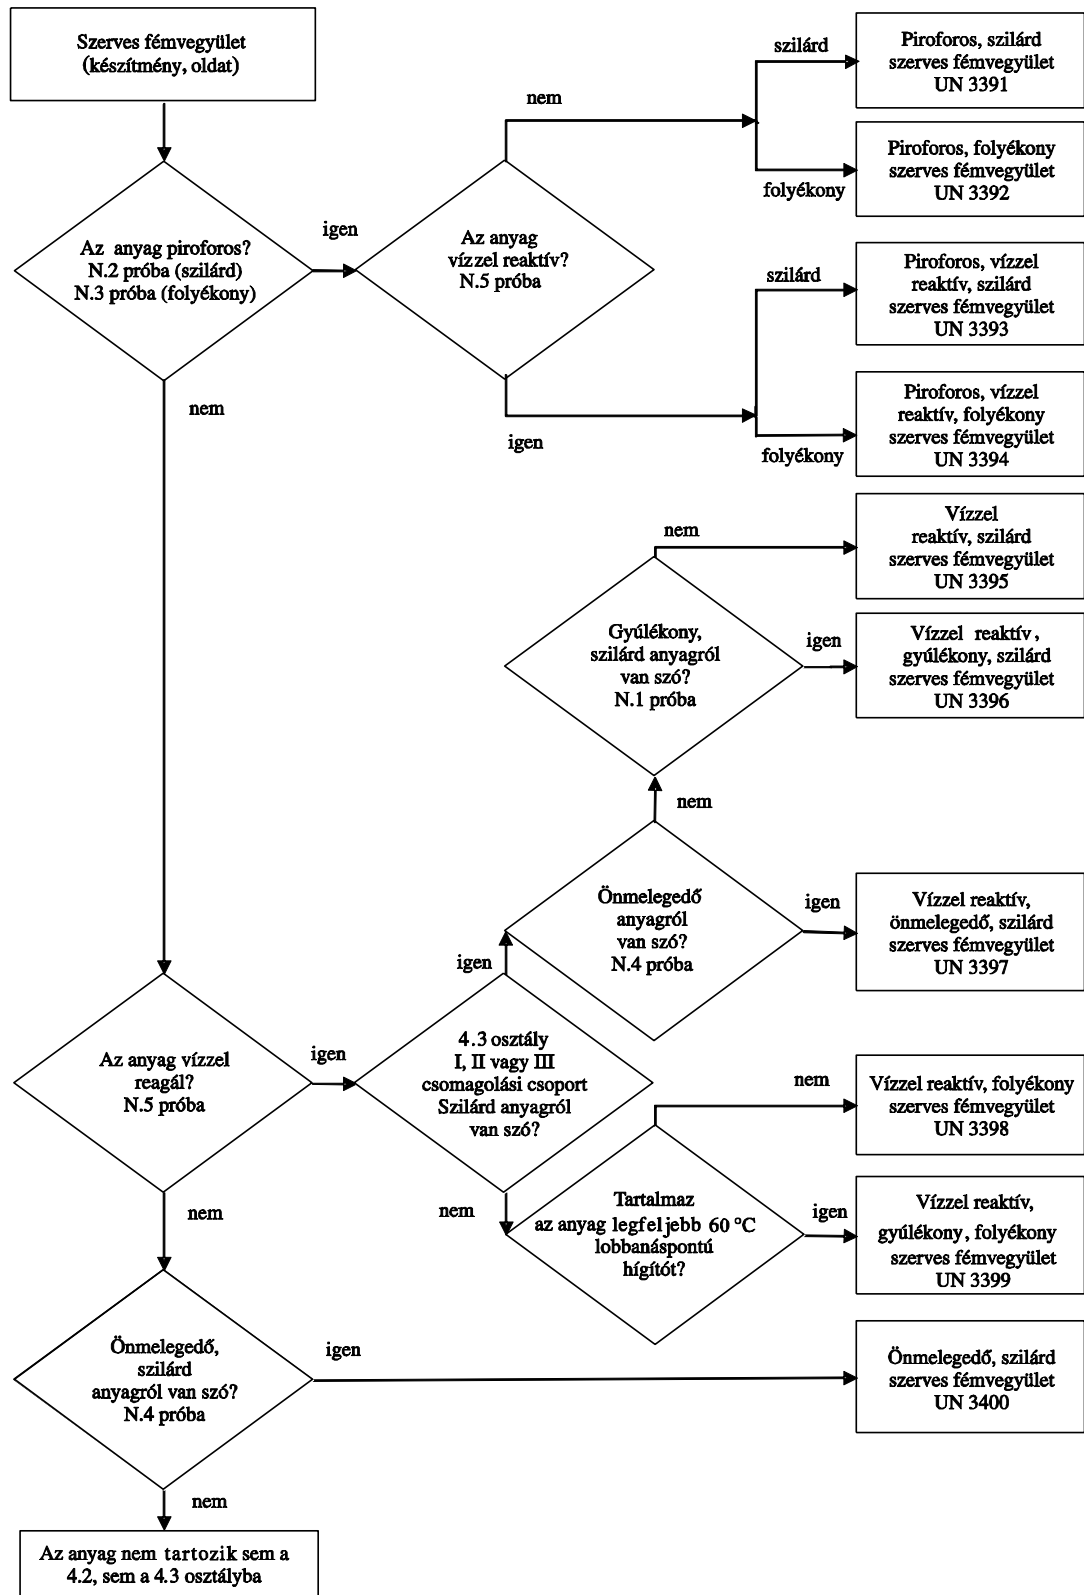 Szerves fémvegyület
(készítmény, oldat)
szilárd
Piroforos, szilárd
szerves fémvegyület
UN 3391
nem
folyékony
Piroforos, folyékony
szerves fémvegyület
UN 3392
Az anyag piroforos?
N.2 próba (szilárd)
N.3 próba (folyékony)
igen
Az anyag
vízzel reaktív?
N.5 próba
szilárd
Piroforos, vízzel
reaktív, szilárd
szerves fémvegyület
UN 3393
nem
igen
folyékony
Piroforos, vízzel
reaktív, folyékony
szerves fémvegyület
UN 3394
nem
Vízzel
reaktív, szilárd
szerves fémvegyület
UN 3395
Gyúlékony,
szilárd anyagról
van szó?
N.1 próba
igen
Vízzel reaktív,
gyúlékony, szilárd
szerves fémvegyület
UN 3396
nem
Önmelegedő
anyagról
van szó?
N.4 próba
igen
Vízzel reaktív,
önmelegedő, szilárd
szerves fémvegyület
UN 3397
igen
Az anyag vízzel
reagál?
N.5 próba
igen
4.3 osztály
I, II vagy III
csomagolási csoport
Szilárd anyagról
van szó?
nem
Vízzel reaktív, folyékony
szerves fémvegyület
UN 3398
nem
nem
Tartalmaz
az anyag legfeljebb 60 °C
lobbanáspontú
hígítót?
igen
Vízzel reaktív,
gyúlékony, folyékony
szerves fémvegyület
UN 3399
Önmelegedő,
szilárd
anyagról van szó?
N.4 próba
igen
Önmelegedő, szilárd
szerves fémvegyület
UN 3400
nem
Az anyag nem tartozik sem a
4.2, sem a 4.3 osztályba